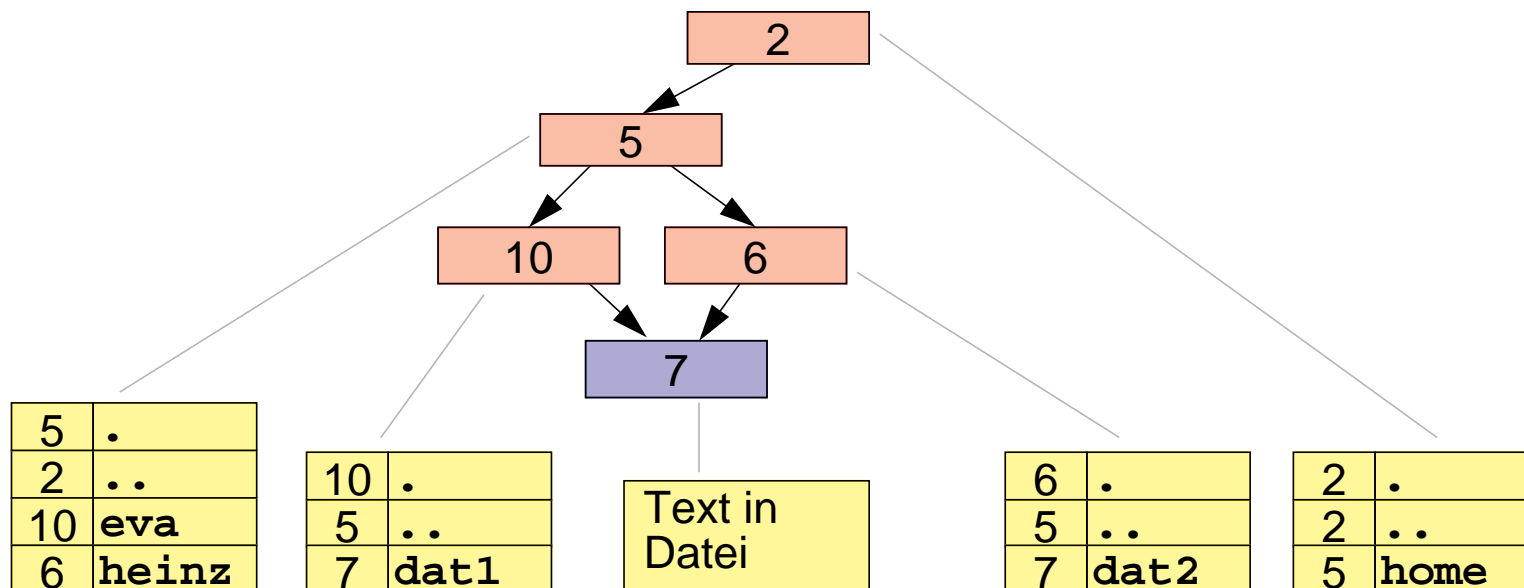 2
5
10
6
7
5 .
2 ..
10 eva
6 heinz
10 .
5 ..
7 dat1
Text in
Datei
6 .
5 ..
7 dat2
2 .
2 ..
5 home